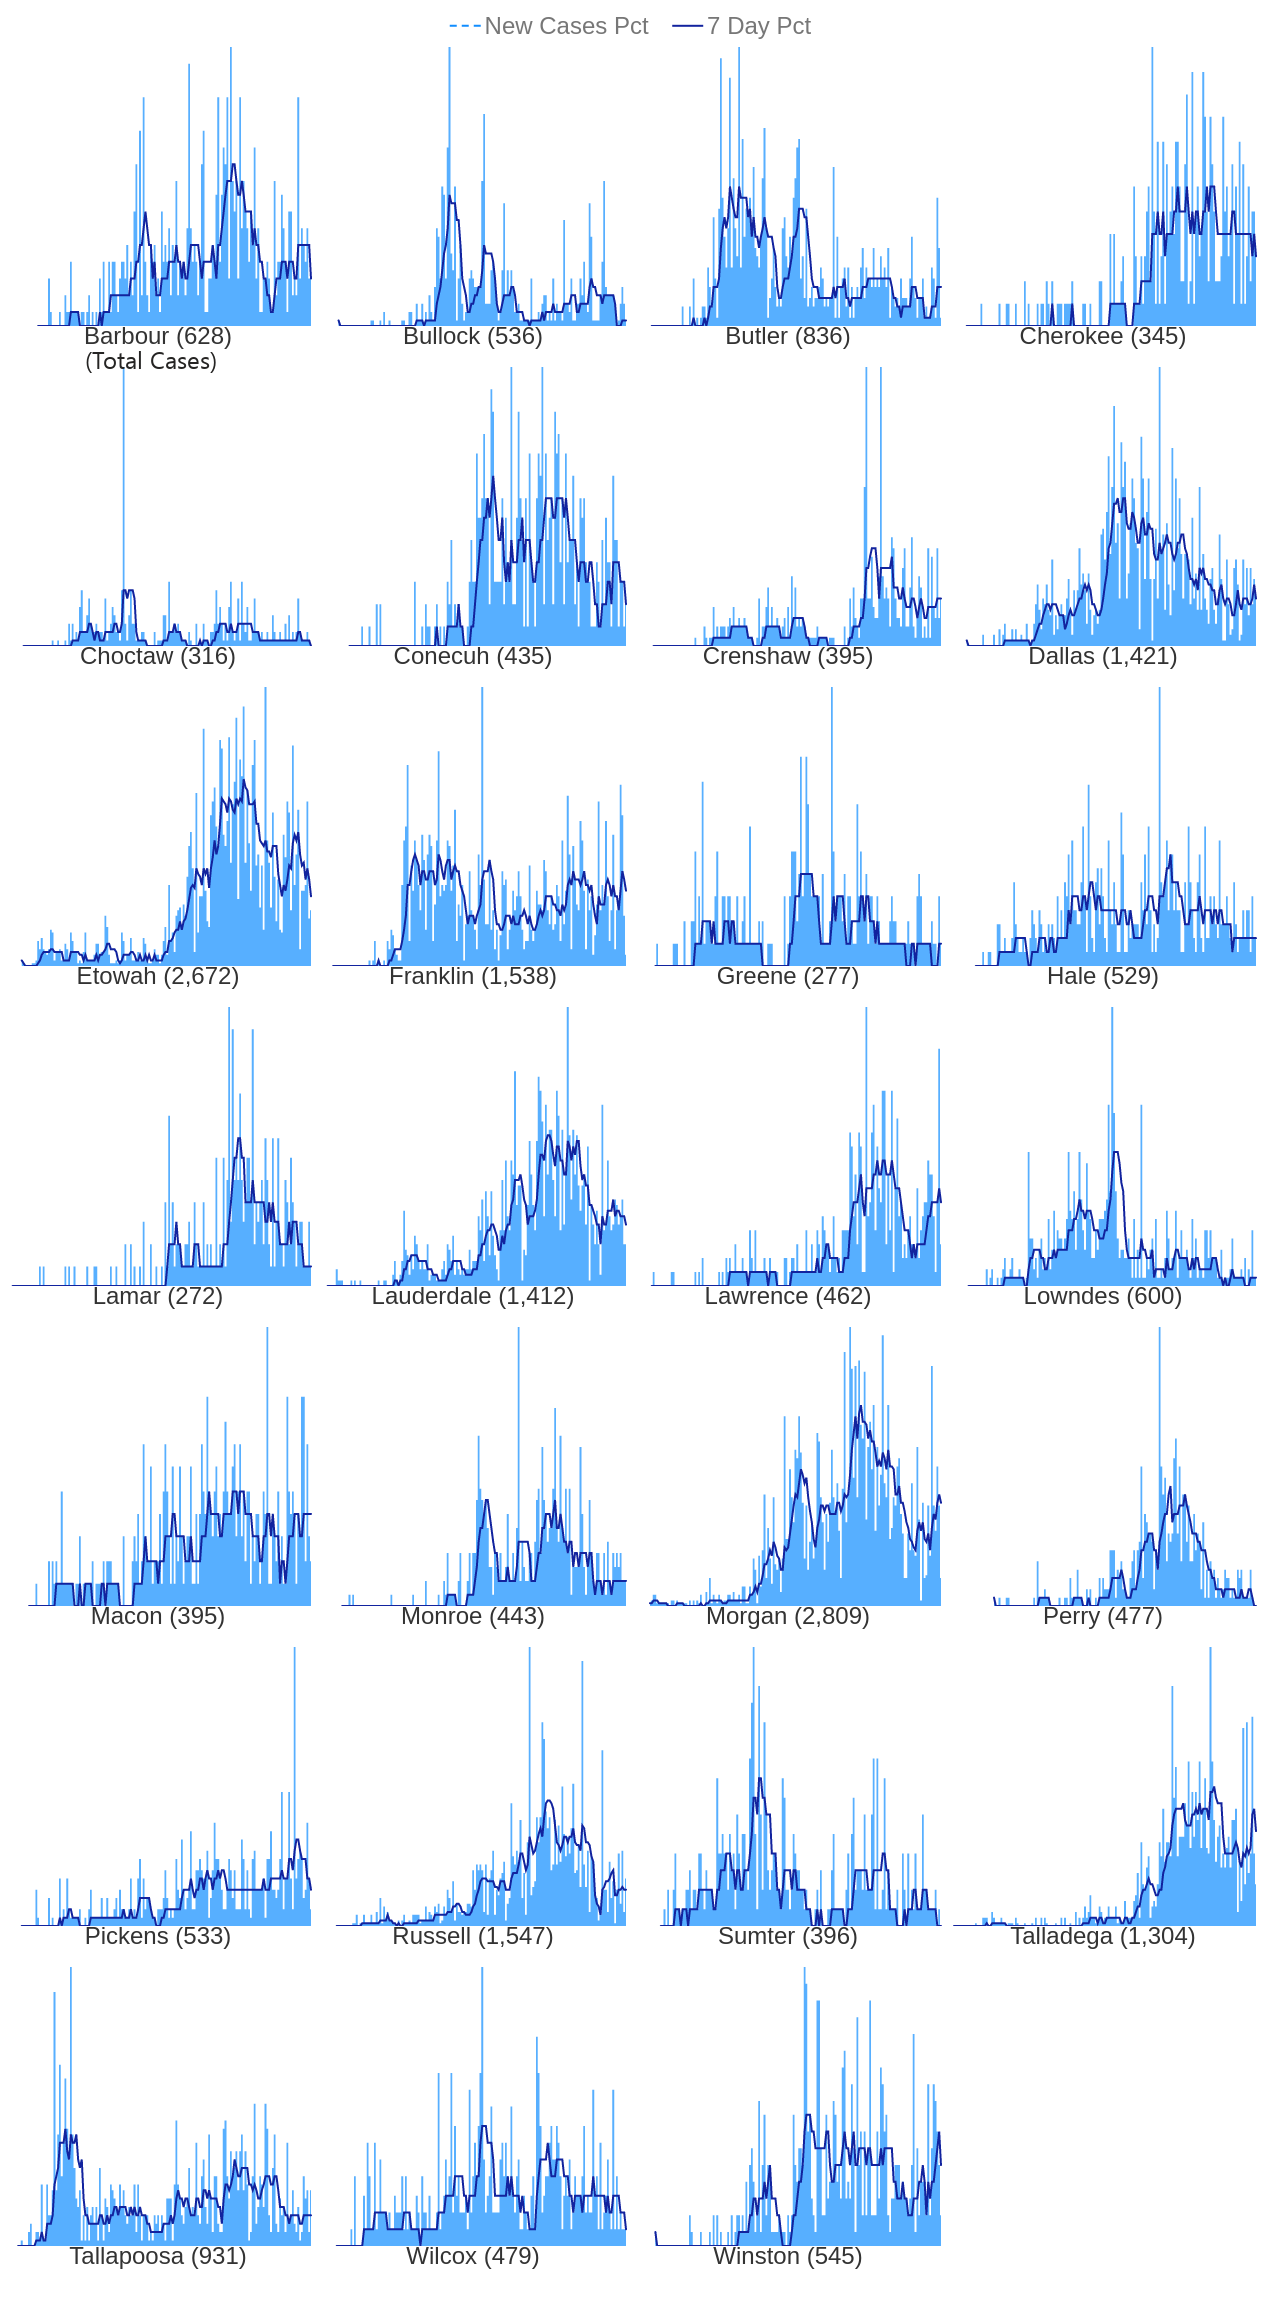 New Cases Pct 7 Day Pct
Barbour (628) Bullock (536) Butler (836) Cherokee (345)
(Total Cases)
Choctaw (316) Conecuh (435) Crenshaw (395) Dallas (1,421)
Etowah (2,672) Franklin (1,538) Greene (277) Hale (529)
Lamar (272) Lauderdale (1,412) Lawrence (462) Lowndes (600)
Macon (395) Monroe (443) Morgan (2,809) Perry (477)
Pickens (533) Russell (1,547) Sumter (396) Talladega (1,304)
Tallapoosa (931) Wilcox (479) Winston (545)